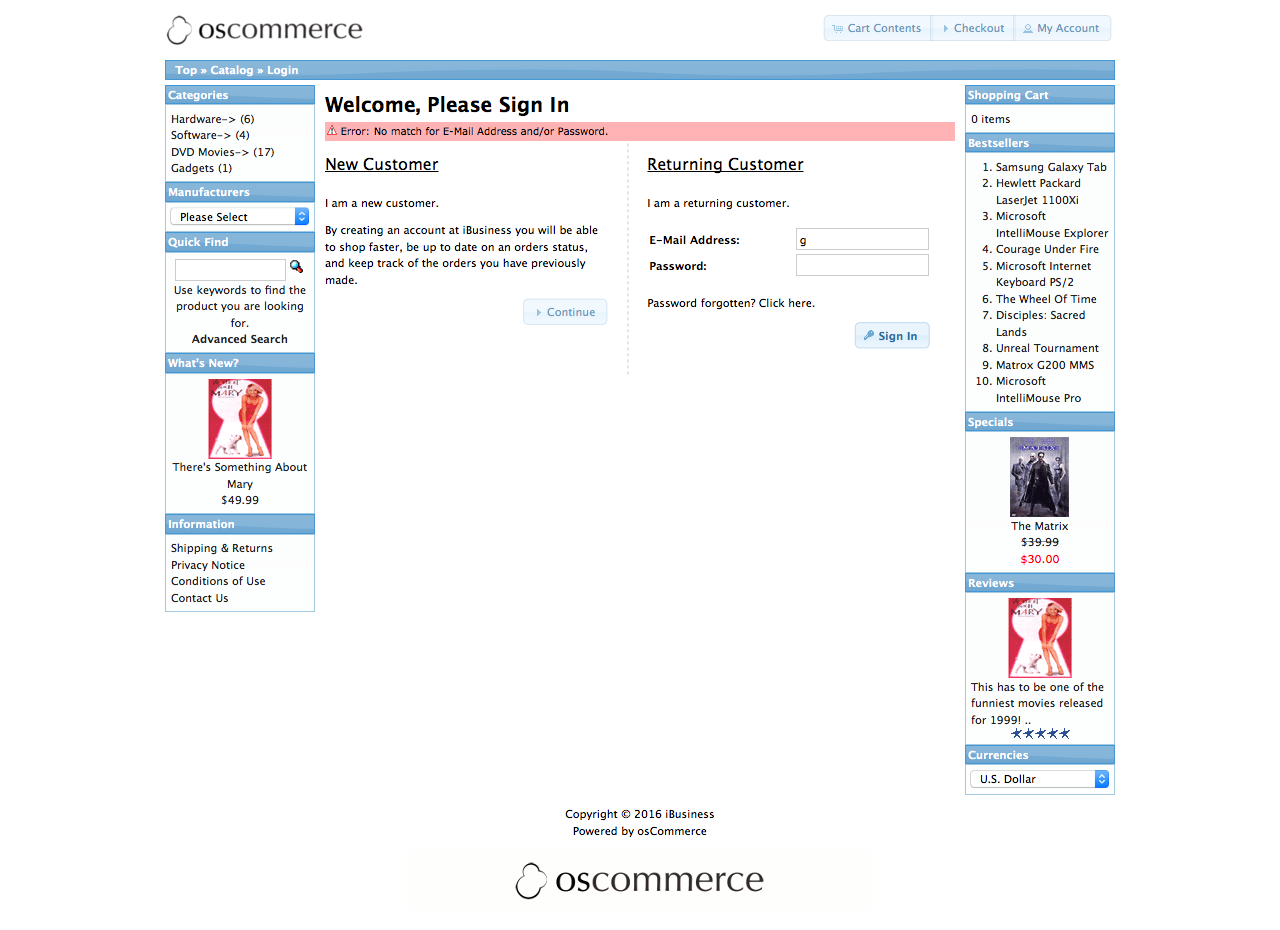 oscommerce
Cart Contents
Checkout
My Account
Top » Catalog » Login
Categories
Hardware-> (6)
Software-> (4)
DVD Movies-> (17)
Gadgets (1)
Manufacturers
Please Select
Quick Find
Use keywords to find the
product you are looking
for.
Advanced Search
What's New?
MARY
There's Something About
Mary
$49.99
Information
Shipping & Returns
Privacy Notice
Conditions of Use
Contact Us
Welcome, Please Sign In
Error: No match for E-Mail Address and/or Password.
New Customer
I am a new customer.
By creating an account at iBusiness you will be able
to shop faster, be up to date on an orders status,
and keep track of the orders you have previously
made.
Continue
Returning Customer
I am a returning customer.
E-Mail Address:
g
Password:
Password forgotten? Click here.
Sign In
Shopping Cart
0 items
Bestsellers
1. Samsung Galaxy Tab
2. Hewlett Packard
LaserJet 1100Xi
3. Microsoft
IntelliMouse Explorer
4. Courage Under Fire
5. Microsoft Internet
Keyboard PS/2
6. The Wheel Of Time
7. Disciples: Sacred
Lands
8. Unreal Tournament
9. Matrox G200 MMS
10. Microsoft
IntelliMouse Pro
Specials
MATRIX
The Matrix
$39.99
$30.00
Reviews
MARY
This has to be one of the
funniest movies released
for 1999! ..
Currencies
U.S. Dollar
Copyright © 2016 iBusiness
Powered by osCommerce
oscommerce